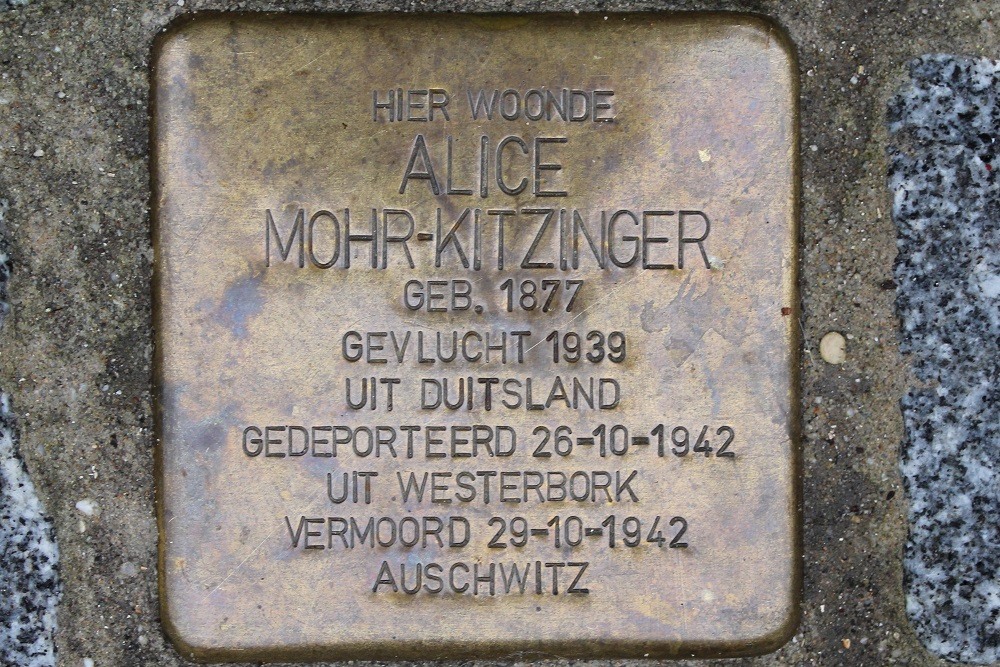 HIER WOONDE
ALICE
MOHR-KITZINGER
GEB. 1877
GEVLUCHT 1939
UIT DUITSLAND
GEDEPORTEERD 26-10-1942
UIT WESTERBORK
VERMOORD 29-10-1942
AUSCHWITZ